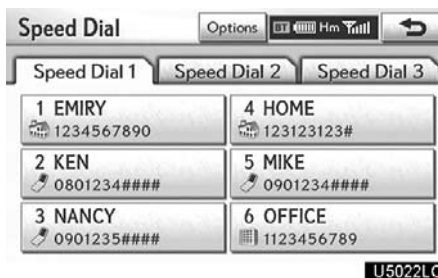 Speed Dial Options BT Hm
Speed Dial 1 Speed Dial 2 Speed Dial 3
1 EMIRY
1234567890
4 HOME
123123123#
2 KEN
0801234####
5 MIKE
0901234####
3 NANCY
0901235####
6 OFFICE
1123456789
U5022LC